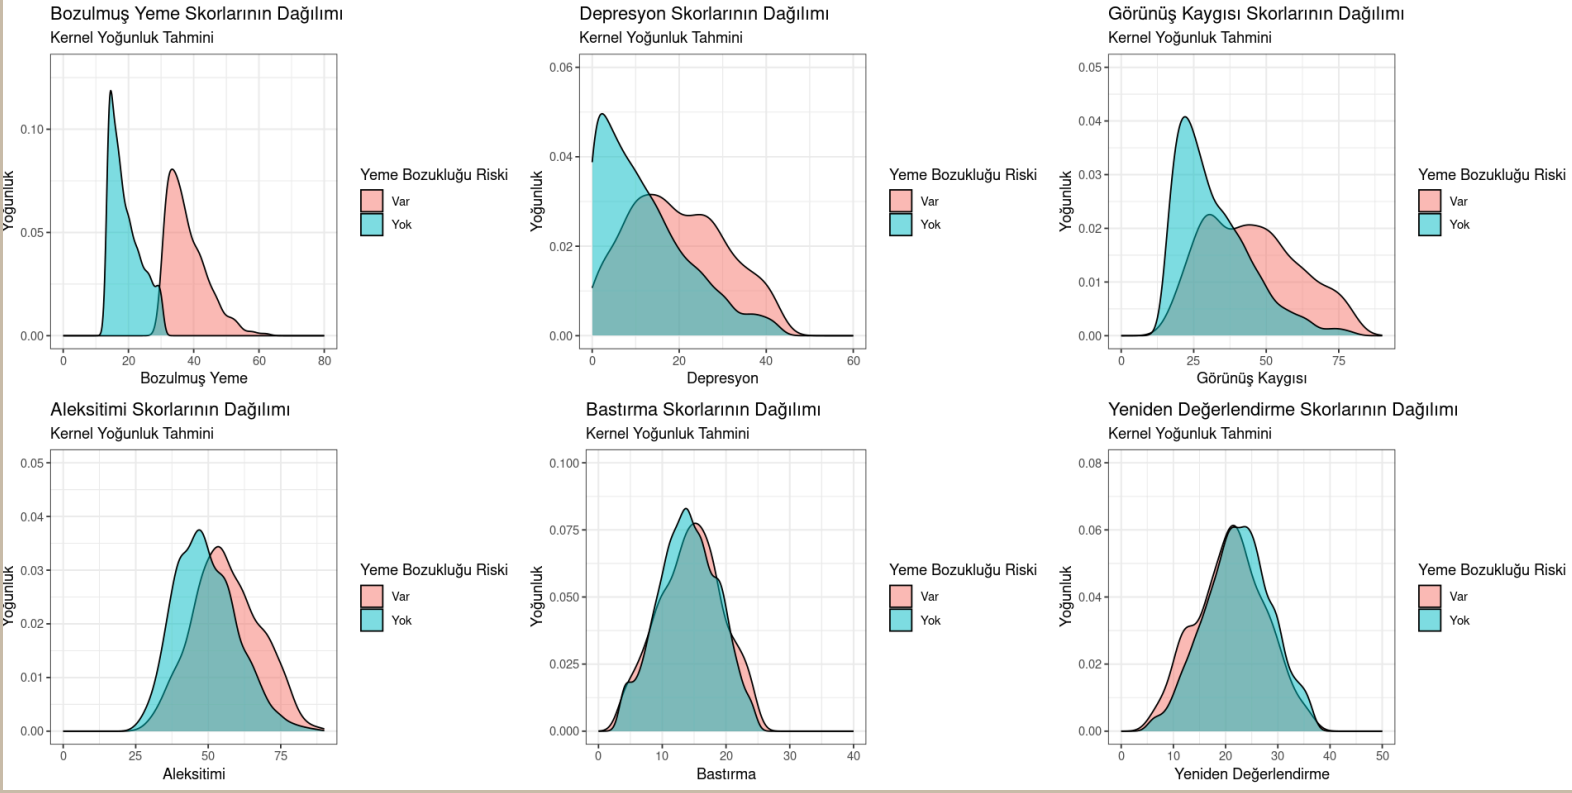 Bozulmuş Yeme Skorlarının Dağılımı
Kernel Yoğunluk Tahmini
0.10
0.05
0.00
Yoğunluk
0
20
40
60
80
Bozulmuş Yeme
Yeme Bozukluğu Riski
Var
Yok
Depresyon Skorlarının Dağılımı
Kernel Yoğunluk Tahmini
0.06
0.04
0.02
0.00
Yoğunluk
0
20
40
60
Depresyon
Yeme Bozukluğu Riski
Var
Yok
Görünüş Kaygısı Skorlarının Dağılımı
Kernel Yoğunluk Tahmini
0.05
0.04
0.03
0.02
0.01
0.00
Yoğunluk
0
25
50
75
Görünüş Kaygısı
Yeme Bozukluğu Riski
Var
Yok
Aleksitimi Skorlarının Dağılımı
Kernel Yoğunluk Tahmini
0.05
0.04
0.03
0.02
0.01
0.00
Yoğunluk
0
25
50
75
Aleksitimi
Yeme Bozukluğu Riski
Var
Yok
Bastırma Skorlarının Dağılımı
Kernel Yoğunluk Tahmini
0.100
0.075
0.050
0.025
0.000
Yoğunluk
0
10
20
30
40
Bastırma
Yeme Bozukluğu Riski
Var
Yok
Yeniden Değerlendirme Skorlarının Dağılımı
Kernel Yoğunluk Tahmini
0.08
0.06
0.04
0.02
0.00
Yoğunluk
0
10
20
30
40
50
Yeniden Değerlendirme
Yeme Bozukluğu Riski
Var
Yok